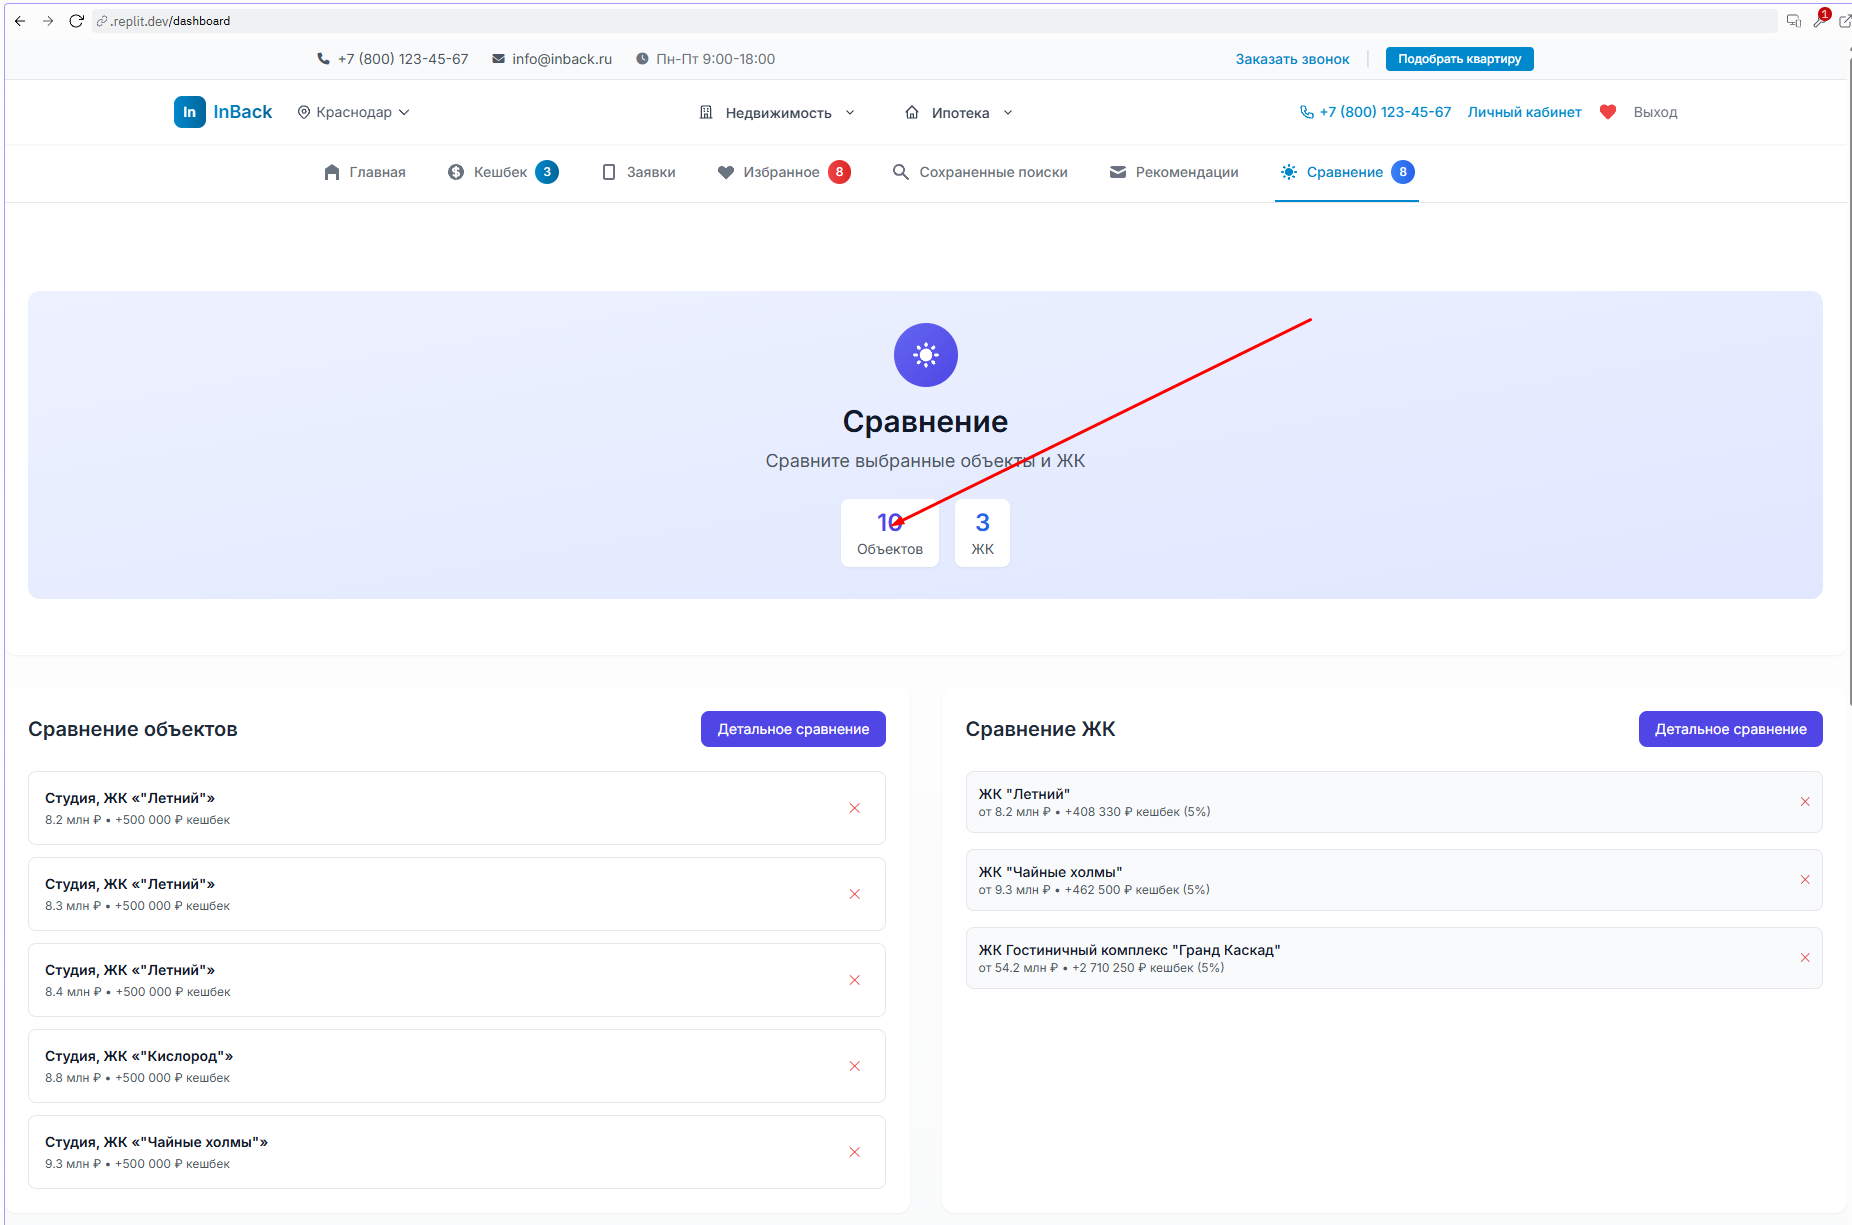 .replit.dev/dashboard
1
+7 (800) 123-45-67 info@inback.ru Пн-Пт 9:00-18:00 Заказать звонок Подобрать квартиру
In InBack Краснодар Недвижимость Ипотека +7 (800) 123-45-67 Личный кабинет Выход
Главная Кешбек 3 Заявки Избранное 8 Сохраненные поиски Рекомендации Сравнение 8
Сравнение
Сравните выбранные объекты и ЖК
10 3
Объектов ЖК
Сравнение объектов Детальное сравнение
Студия, ЖК «"Летний"»
8.2 млн ₽ • +500 000 ₽ кешбек
Студия, ЖК «"Летний"»
8.3 млн ₽ • +500 000 ₽ кешбек
Студия, ЖК «"Летний"»
8.4 млн ₽ • +500 000 ₽ кешбек
Студия, ЖК «"Кислород"»
8.8 млн ₽ • +500 000 ₽ кешбек
Студия, ЖК «"Чайные холмы"»
9.3 млн ₽ • +500 000 ₽ кешбек
Сравнение ЖК Детальное сравнение
ЖК "Летний"
от 8.2 млн ₽ • +408 330 ₽ кешбек (5%)
ЖК "Чайные холмы"
от 9.3 млн ₽ • +462 500 ₽ кешбек (5%)
ЖК Гостиничный комплекс "Гранд Каскад"
от 54.2 млн ₽ • +2 710 250 ₽ кешбек (5%)